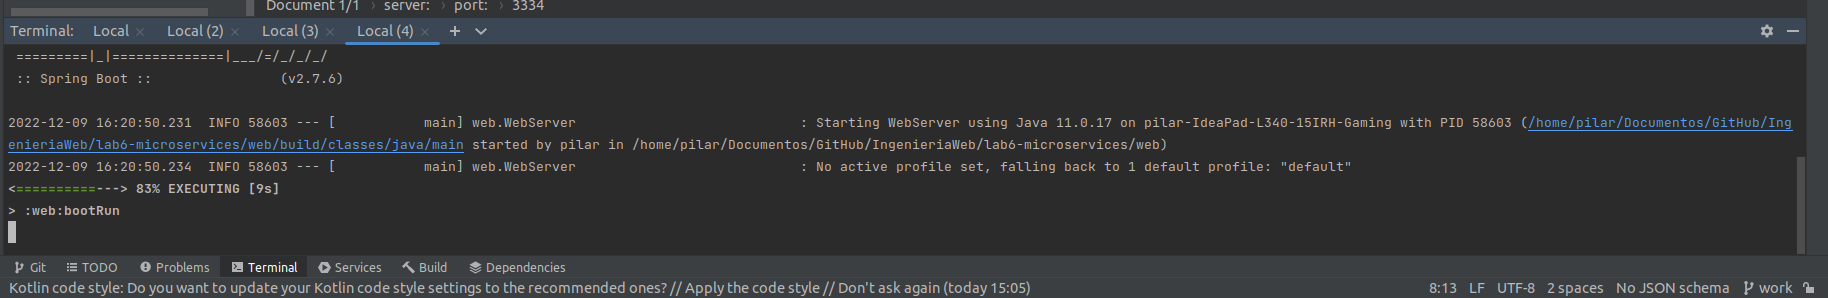 Document 1/1 › server: › port: › 3334
Terminal: Local × Local (2) × Local (3) × Local (4) × +
=========|_|==============|___/=/_/_/_/
:: Spring Boot ::                (v2.7.6)
2022-12-09 16:20:50.231  INFO 58603 --- [           main] web.WebServer                            : Starting WebServer using Java 11.0.17 on pilar-IdeaPad-L340-15IRH-Gaming with PID 58603 (/home/pilar/Documentos/GitHub/Ing
enieriaWeb/lab6-microservices/web/build/classes/java/main started by pilar in /home/pilar/Documentos/GitHub/IngenieriaWeb/lab6-microservices/web)
2022-12-09 16:20:50.234  INFO 58603 --- [           main] web.WebServer                            : No active profile set, falling back to 1 default profile: "default"
<==========---> 83% EXECUTING [9s]
> :web:bootRun
Git TODO Problems Terminal Services Build Dependencies
Kotlin code style: Do you want to update your Kotlin code style settings to the recommended ones? // Apply the code style // Don't ask again (today 15:05) 8:13 LF UTF-8 2 spaces No JSON schema work